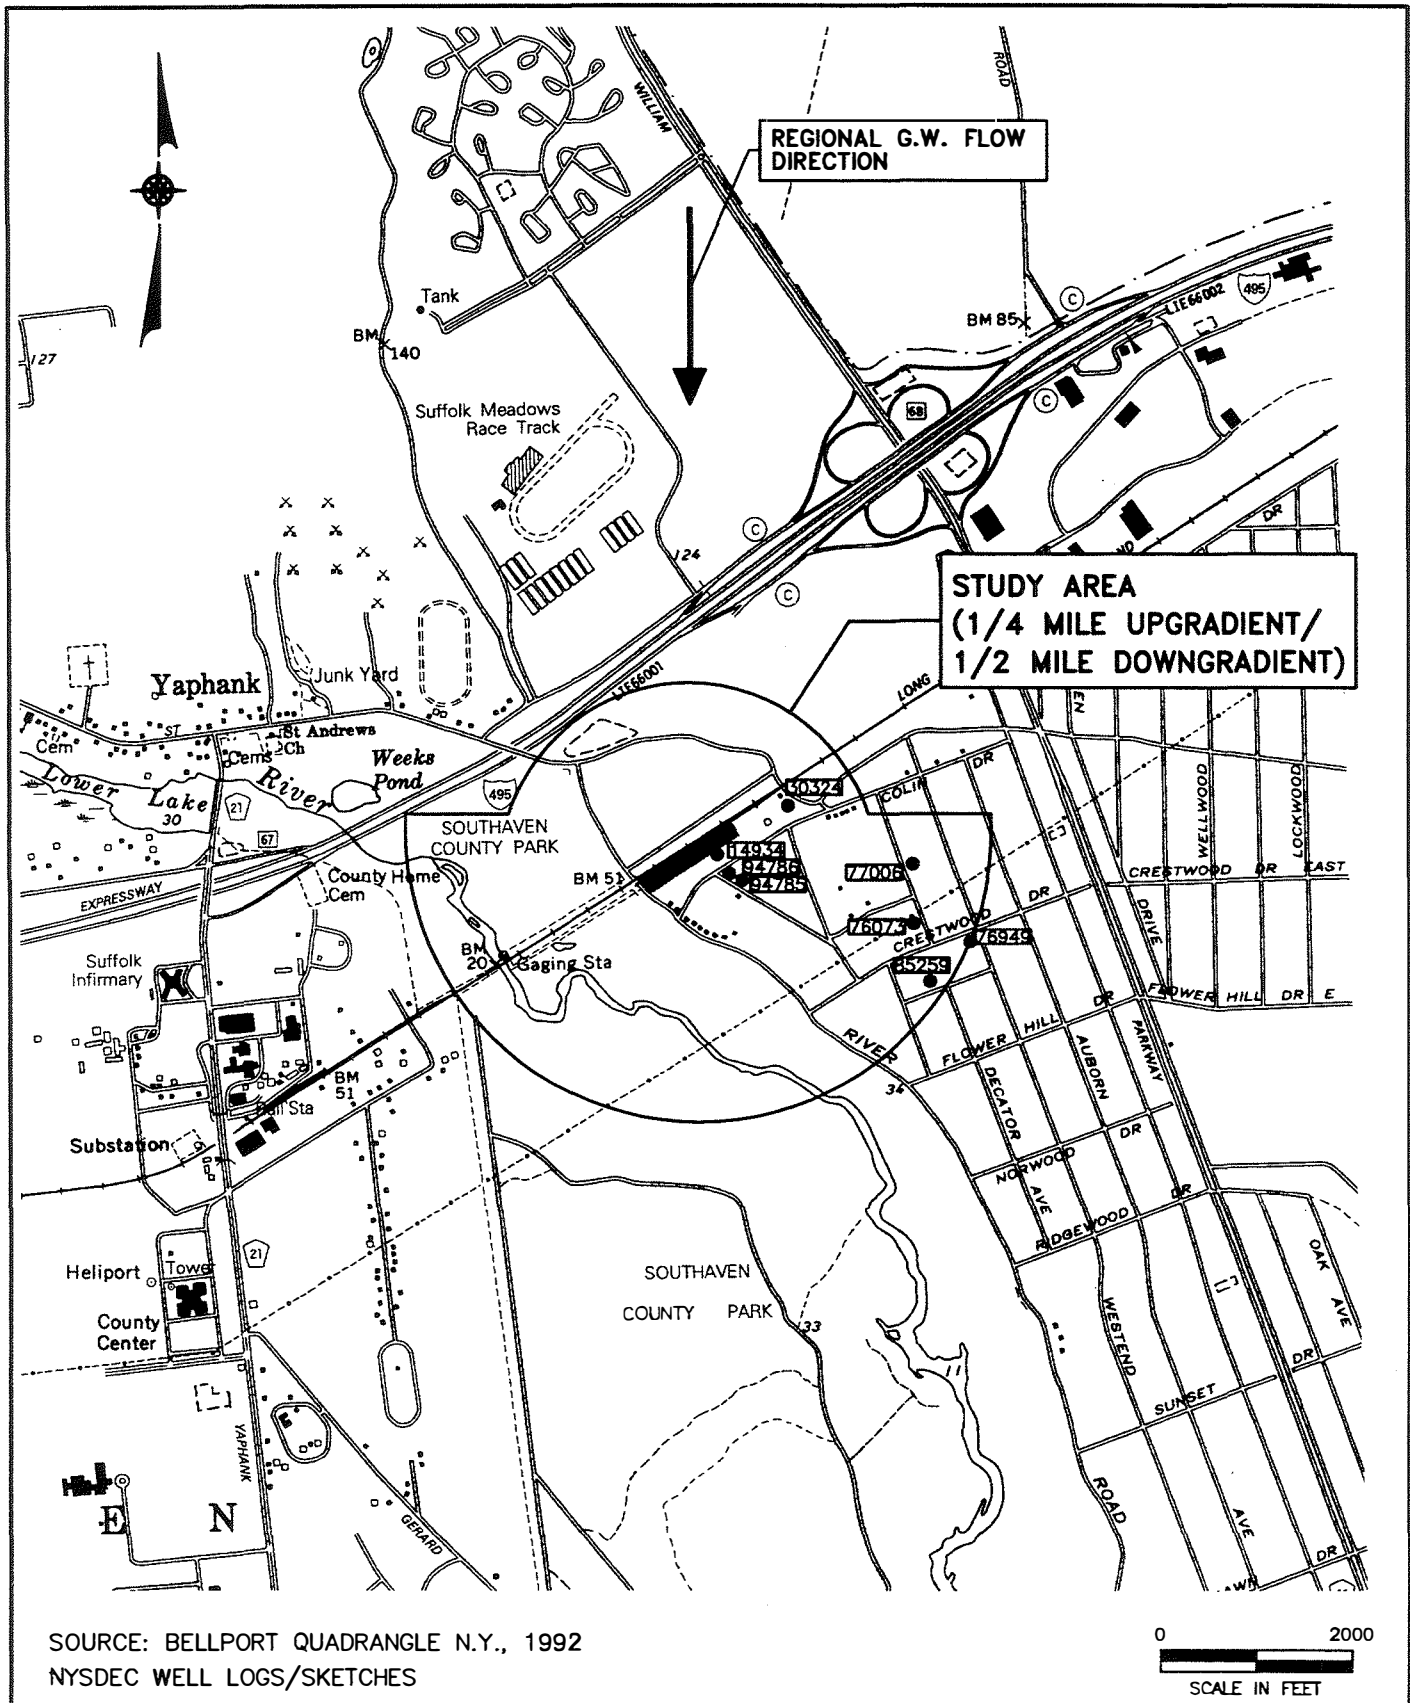 ROAD
WILLIAM
REGIONAL G.W. FLOW
DIRECTION
Tank
BM
140
127
BM 85
C
LIE66002
495
C
68
Suffolk Meadows
Race Track
DR
C
124
C
STUDY AREA
(1/4 MILE UPGRADIENT/
1/2 MILE DOWNGRADIENT)
LIE66001
LONG
Junk Yard
Yaphank
ST
St Andrews
Ch
Cem
Cems
Weeks
Pond
Lower
Lake
30
River
21
495
67
SOUTHAVEN
COUNTY PARK
30324
COLIN
DR
WELLWOOD
LOCKWOOD
14934
94786
94785
77006
BM 51
CRESTWOOD DR EAST
EXPRESSWAY
County Home
Cem
76073
CRESTWOOD
DR
76949
DRIVE
BM
20
Gaging Sta
85259
Suffolk
Infirmary
FLOWER HILL DR E
RIVER
FLOWER
HILL
DR
AUBORN
PARKWAY
BM
51
34
DECATOR
AVE
Rail Sta
Substation
NORWOOD
DR
RIDGEWOOD
DR
21
Heliport
Tower
SOUTHAVEN
COUNTY PARK
133
OAK
AVE
County
Center
WESTEND
AVE
SUNSET
DR
YAPHANK
GERARD
ROAD
E N
DR
SOURCE: BELLPORT QUADRANGLE N.Y., 1992
NYSDEC WELL LOGS/SKETCHES
0 2000
SCALE IN FEET